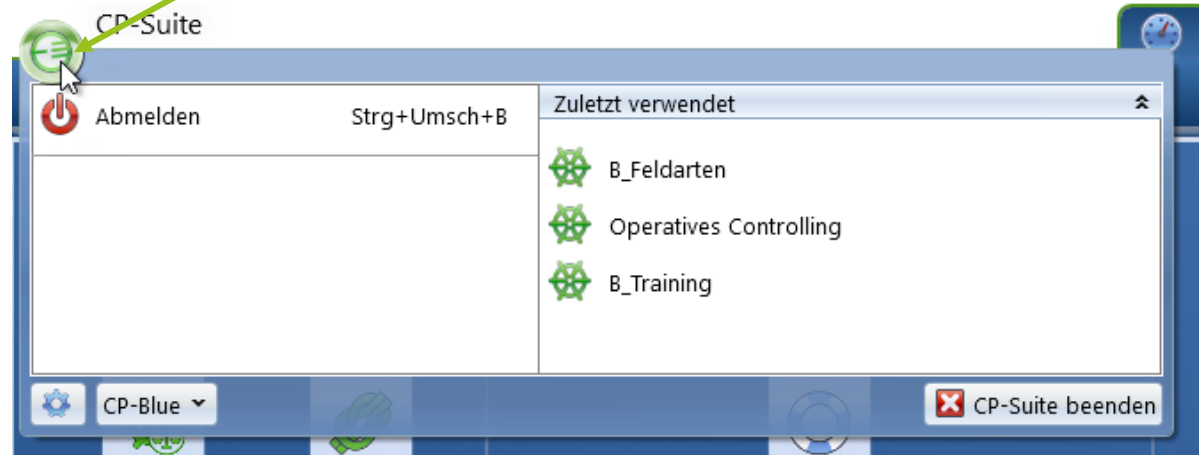 CP-Suite
Abmelden Strg+Umsch+B
Zuletzt verwendet
B_Feldarten
Operatives Controlling
B_Training
CP-Blue
CP-Suite beenden